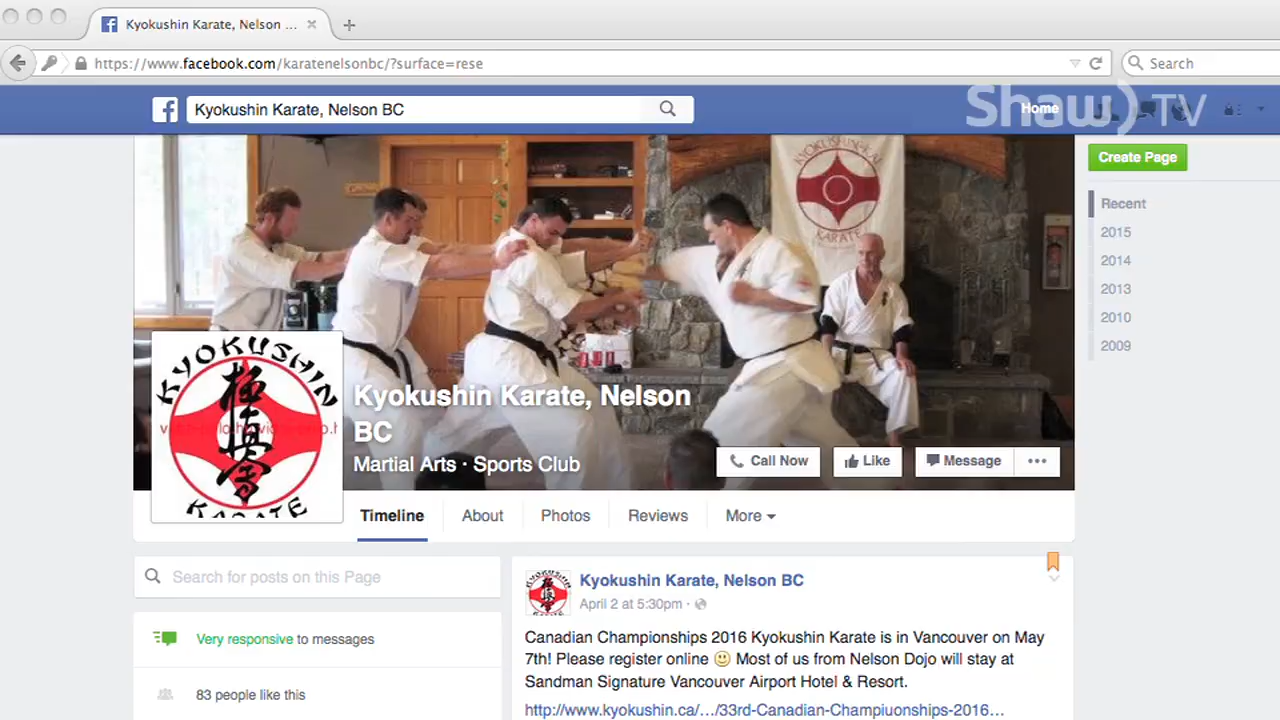 Kyokushin Karate, Nelson ...
https://www.facebook.com/karatenelsonbc/?surface=rese
Search
Kyokushin Karate, Nelson BC
Home
Shaw) TV
Create Page
Recent
2015
2014
2013
2010
2009
KYOKUSHINKAI
KARATE
KYOKUSHIN
極真会
KARATE
Kyokushin Karate, Nelson
BC
Martial Arts · Sports Club
Call Now
Like
Message
Timeline
About
Photos
Reviews
More
Search for posts on this Page
Very responsive to messages
83 people like this
Kyokushin Karate, Nelson BC
April 2 at 5:30pm ·
Canadian Championships 2016 Kyokushin Karate is in Vancouver on May
7th! Please register online 🙂 Most of us from Nelson Dojo will stay at
Sandman Signature Vancouver Airport Hotel & Resort.
http://www.kyokushin.ca/…/33rd-Canadian-Champiuonships-2016…